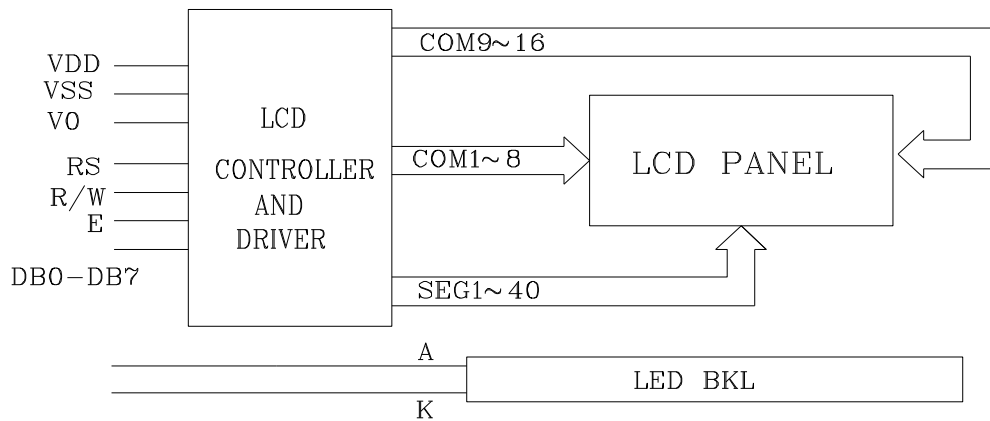 VDD
VSS
V0
RS
R/W
E
DB0-DB7
LCD
CONTROLLER
AND
DRIVER
COM9~16
COM1~8
SEG1~40
LCD PANEL
A
K
LED BKL